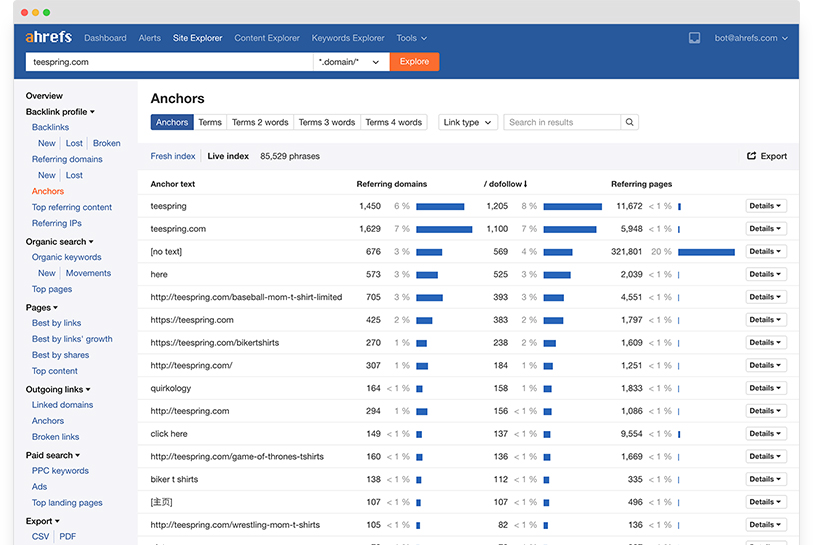 ahrefs Dashboard Alerts Site Explorer Content Explorer Keywords Explorer Tools bot@ahrefs.com
teespring.com *.domain/* Explore
Overview
Backlink profile
Backlinks
New Lost Broken
Referring domains
New Lost
Anchors
Top referring content
Referring IPs
Organic search
Organic keywords
New Movements
Top pages
Pages
Best by links
Best by links' growth
Best by shares
Top content
Outgoing links
Linked domains
Anchors
Broken links
Paid search
PPC keywords
Ads
Top landing pages
Export
CSV PDF
Anchors
Anchors Terms Terms 2 words Terms 3 words Terms 4 words Link type Search in results
Fresh index Live index 85,529 phrases Export
Anchor text Referring domains / dofollow Referring pages
teespring 1,450 6 % 1,205 8 % 11,672 < 1 % Details
teespring.com 1,629 7 % 1,100 7 % 5,948 < 1 % Details
[no text] 676 3 % 569 4 % 321,801 20 % Details
here 573 3 % 525 3 % 2,039 < 1 % Details
http://teespring.com/baseball-mom-t-shirt-limited 705 3 % 393 3 % 4,551 < 1 % Details
https://teespring.com 425 2 % 383 2 % 1,797 < 1 % Details
https://teespring.com/bikertshirts 270 1 % 238 2 % 1,609 < 1 % Details
http://teespring.com/ 307 1 % 184 1 % 1,251 < 1 % Details
quirkology 164 < 1 % 158 1 % 1,833 < 1 % Details
http://teespring.com 294 1 % 156 < 1 % 1,086 < 1 % Details
click here 149 < 1 % 137 < 1 % 9,554 < 1 % Details
http://teespring.com/game-of-thrones-tshirts 160 < 1 % 136 < 1 % 1,669 < 1 % Details
biker t shirts 138 < 1 % 112 < 1 % 335 < 1 % Details
[主页] 107 < 1 % 107 < 1 % 496 < 1 % Details
http://teespring.com/wrestling-mom-t-shirts 105 < 1 % 82 < 1 % 136 < 1 % Details